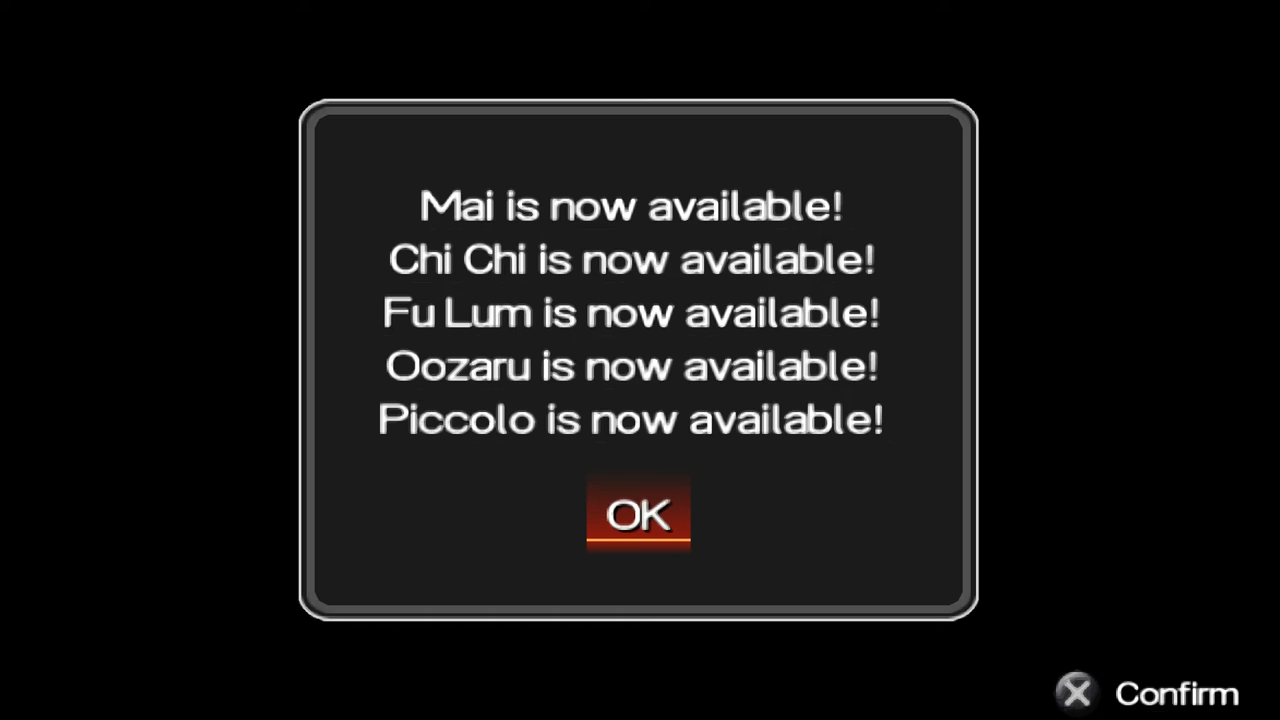 Mai is now available!
Chi Chi is now available!
Fu Lum is now available!
Oozaru is now available!
Piccolo is now available!
OK
Confirm